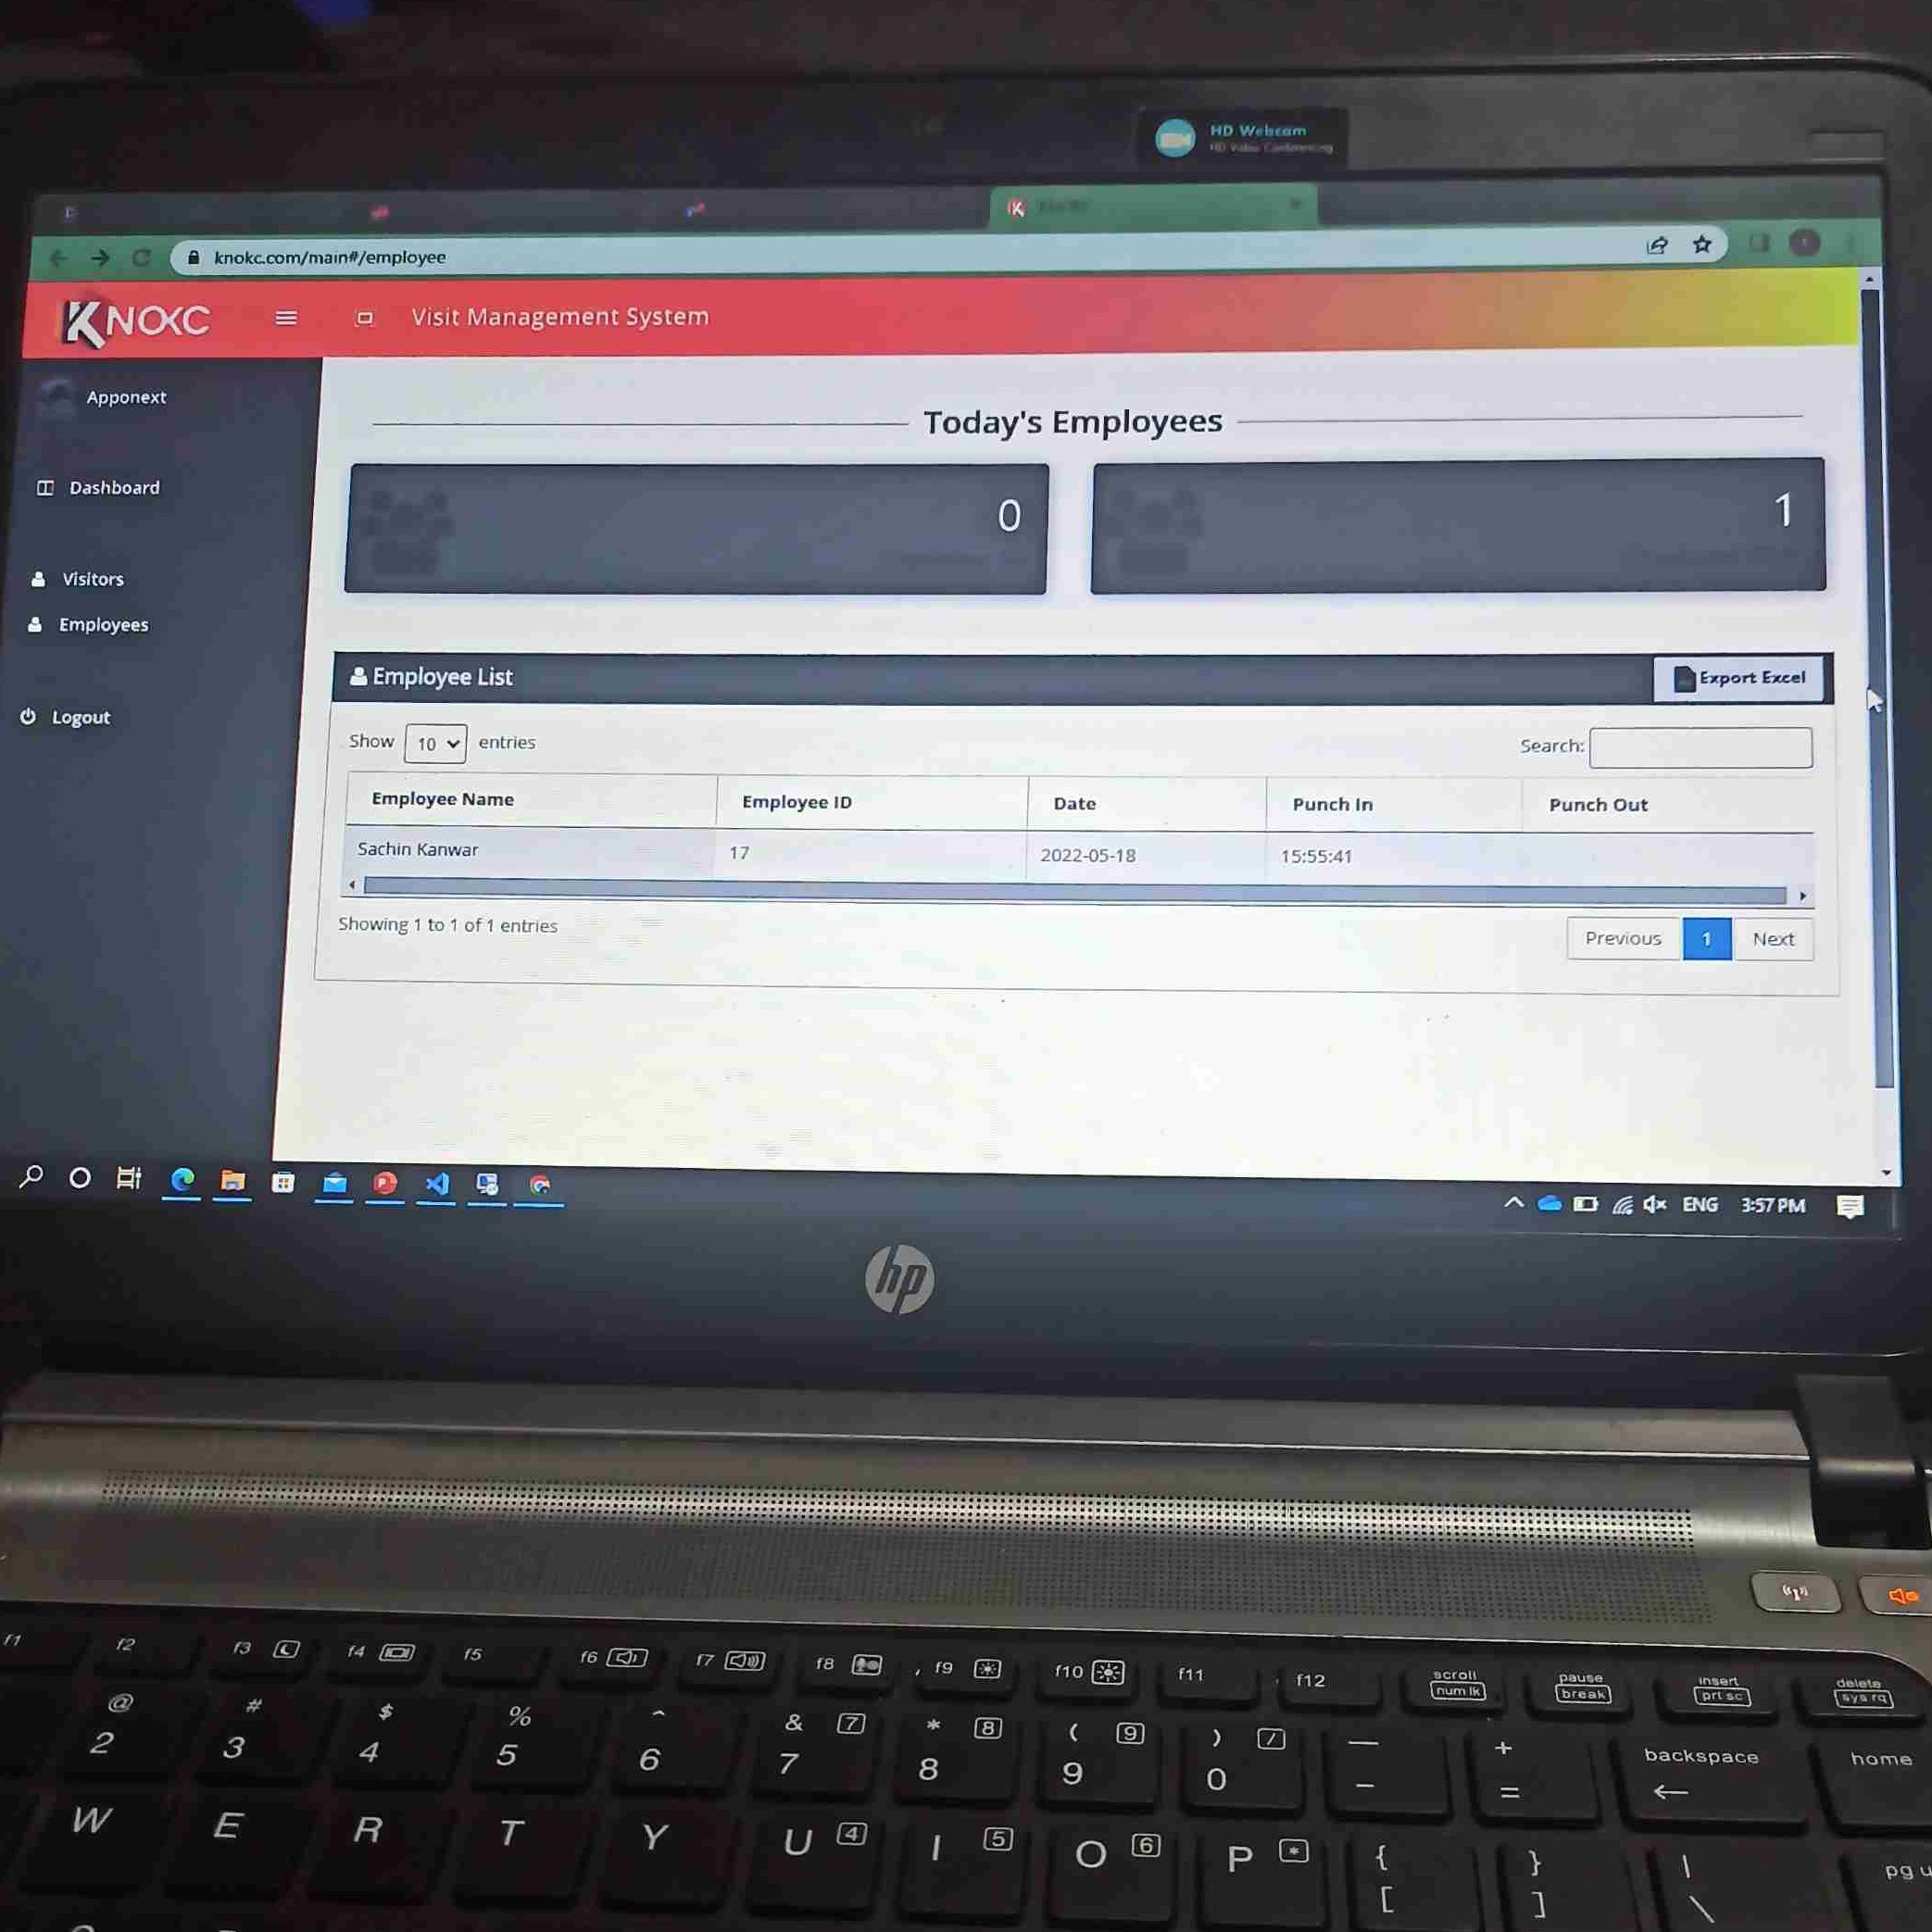 HD Webcam
HD Video Conferencing
knokc.com/main#/employee
KNOKC Visit Management System
Apponext
Dashboard
Visitors
Employees
Logout
Today's Employees
0 1
Employee List Export Excel
Show 10 entries Search:
Employee Name Employee ID Date Punch In Punch Out
Sachin Kanwar 17 2022-05-18 15:55:41
Showing 1 to 1 of 1 entries
Previous 1 Next
ENG 3:57 PM
hp
f1 f2 f3 f4 f5 f6 f7 f8 f9 f10 f11 f12 scroll pause insert delete
num lk break prt sc sys rq
@ # $ % ^ & 7 * 8 ( 9 ) / — +
2 3 4 5 6 7 8 9 0 - = backspace home
W E R T Y U 4 I 5 O 6 P * { } |
[ ] \ pg u